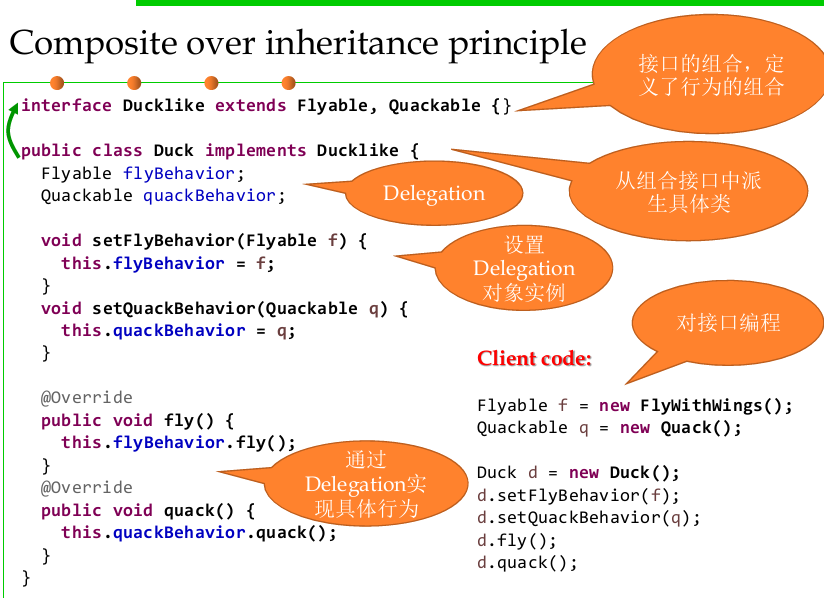 Composite over inheritance principle
接口的组合，定
义了行为的组合
interface Ducklike extends Flyable, Quackable {}
public class Duck implements Ducklike {
从组合接口中派
生具体类
Flyable flyBehavior;
Quackable quackBehavior;
Delegation
void setFlyBehavior(Flyable f) {
this.flyBehavior = f;
}
设置
Delegation
对象实例
void setQuackBehavior(Quackable q) {
this.quackBehavior = q;
}
@Override
public void fly() {
this.flyBehavior.fly();
}
@Override
public void quack() {
this.quackBehavior.quack();
}
}
通过
Delegation实
现具体行为
对接口编程
Client code:
Flyable f = new FlyWithWings();
Quackable q = new Quack();
Duck d = new Duck();
d.setFlyBehavior(f);
d.setQuackBehavior(q);
d.fly();
d.quack();